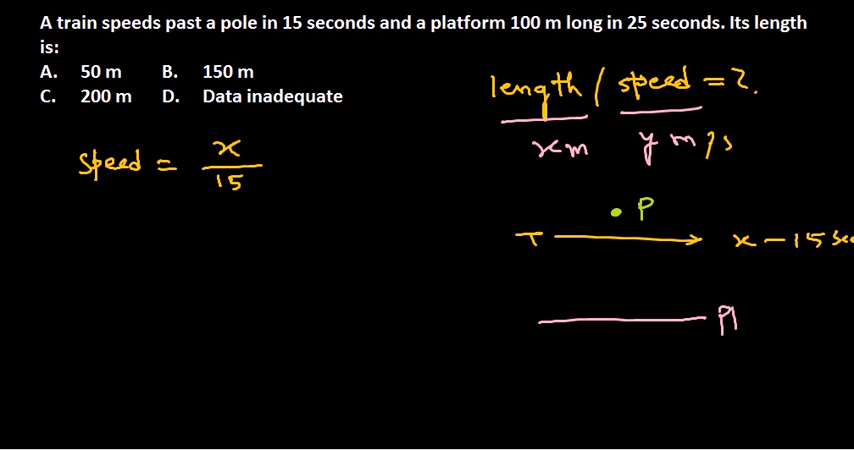 A train speeds past a pole in 15 seconds and a platform 100 m long in 25 seconds. Its length
is:
A. 50 m B. 150 m
C. 200 m D. Data inadequate
length / speed = ?.
x m y m/s
speed = x
15
P
T x - 15 sec
Pl